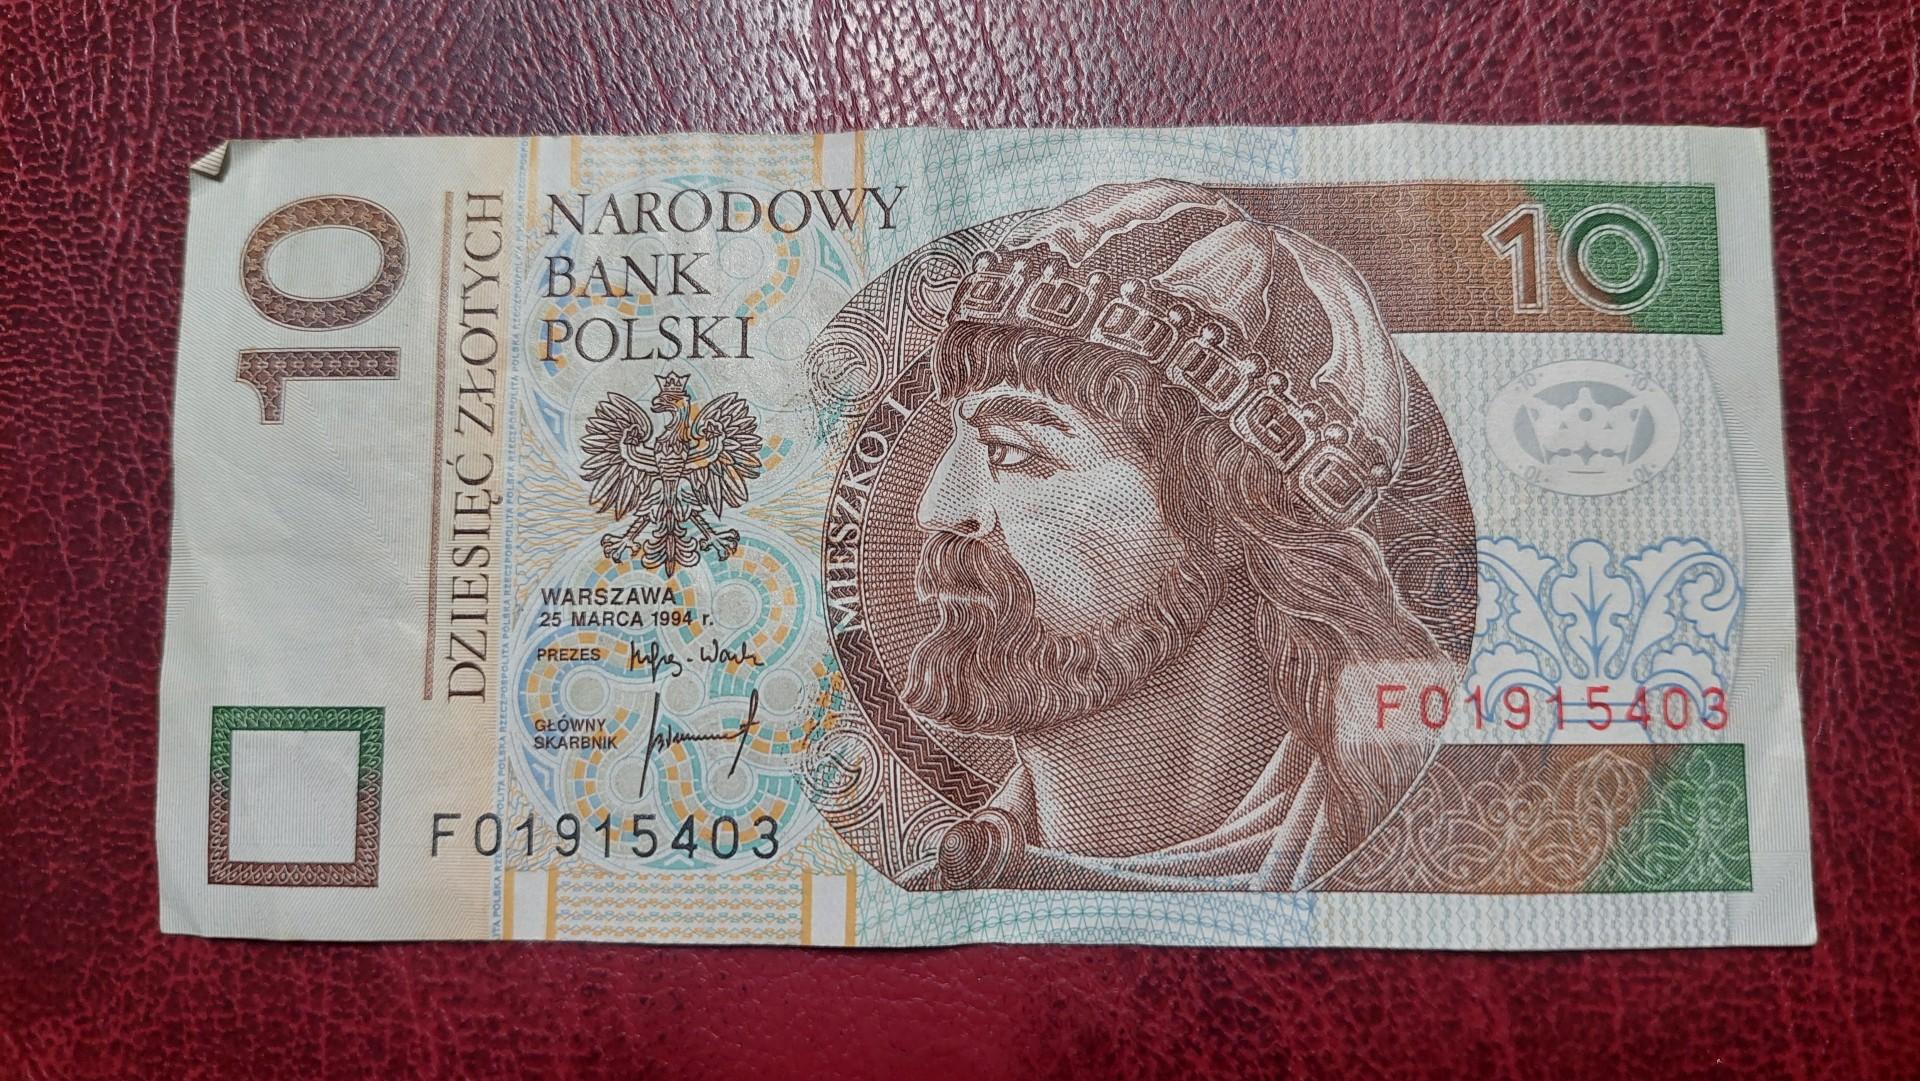 10
DZIESIĘĆ ZŁOTYCH
NARODOWY
BANK
POLSKI
WARSZAWA
25 MARCA 1994 r.
PREZES
GŁÓWNY
SKARBNIK
F01915403
MIESZKO I
10
F01915403